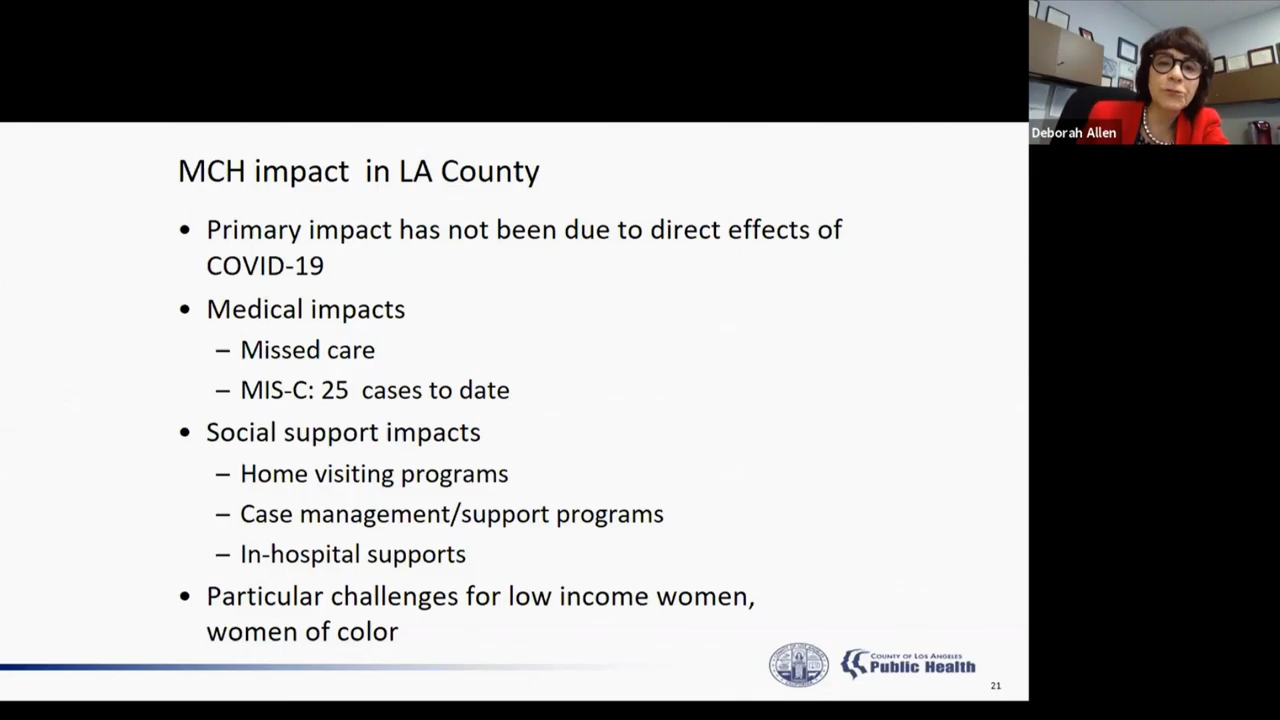 Deborah Allen
MCH impact in LA County
• Primary impact has not been due to direct effects of
COVID-19
• Medical impacts
– Missed care
– MIS-C: 25 cases to date
• Social support impacts
– Home visiting programs
– Case management/support programs
– In-hospital supports
• Particular challenges for low income women,
women of color
COUNTY OF LOS ANGELES
Public Health
21